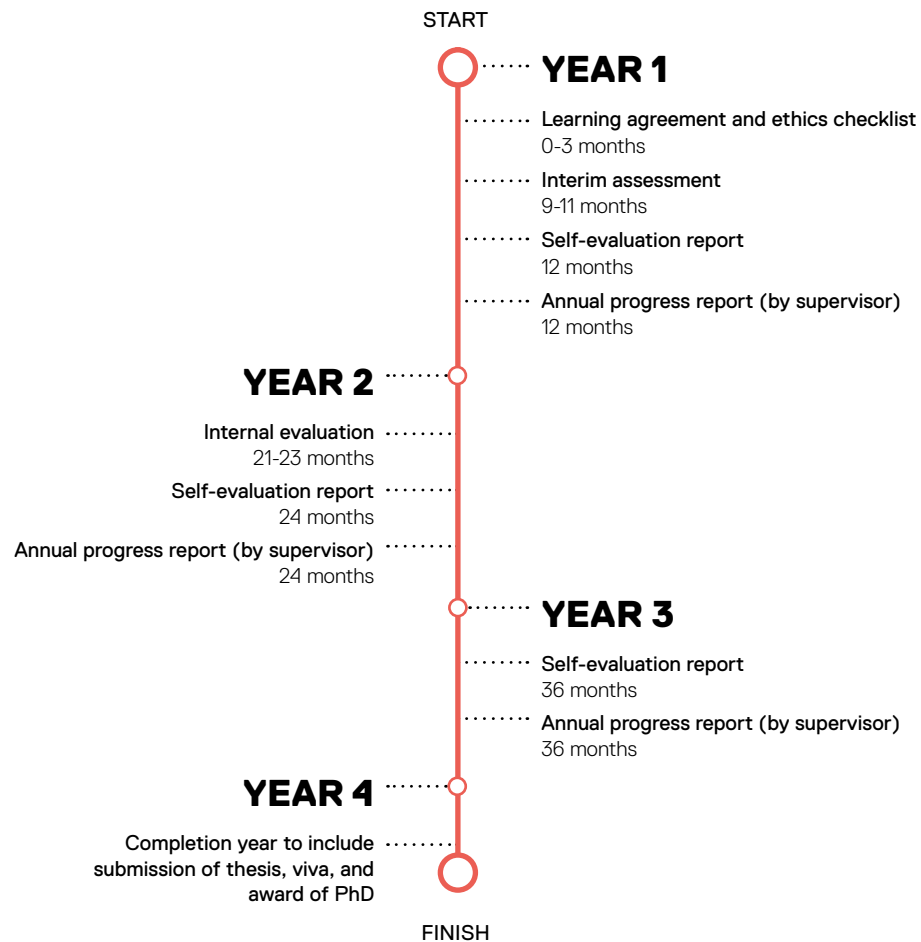 START
YEAR 1
Learning agreement and ethics checklist
0-3 months
Interim assessment
9-11 months
Self-evaluation report
12 months
Annual progress report (by supervisor)
12 months
YEAR 2
Internal evaluation
21-23 months
Self-evaluation report
24 months
Annual progress report (by supervisor)
24 months
YEAR 3
Self-evaluation report
36 months
Annual progress report (by supervisor)
36 months
YEAR 4
Completion year to include
submission of thesis, viva, and
award of PhD
FINISH